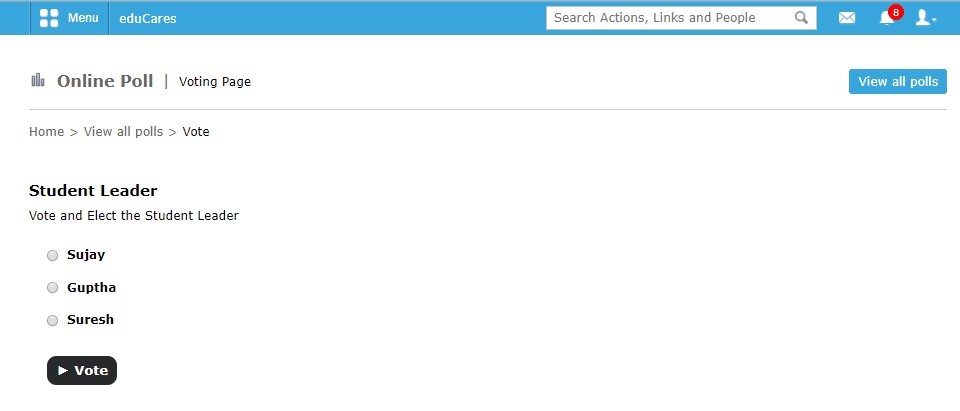 Menu eduCares Search Actions, Links and People 8
Online Poll | Voting Page View all polls
Home > View all polls > Vote
Student Leader
Vote and Elect the Student Leader
Sujay
Guptha
Suresh
Vote